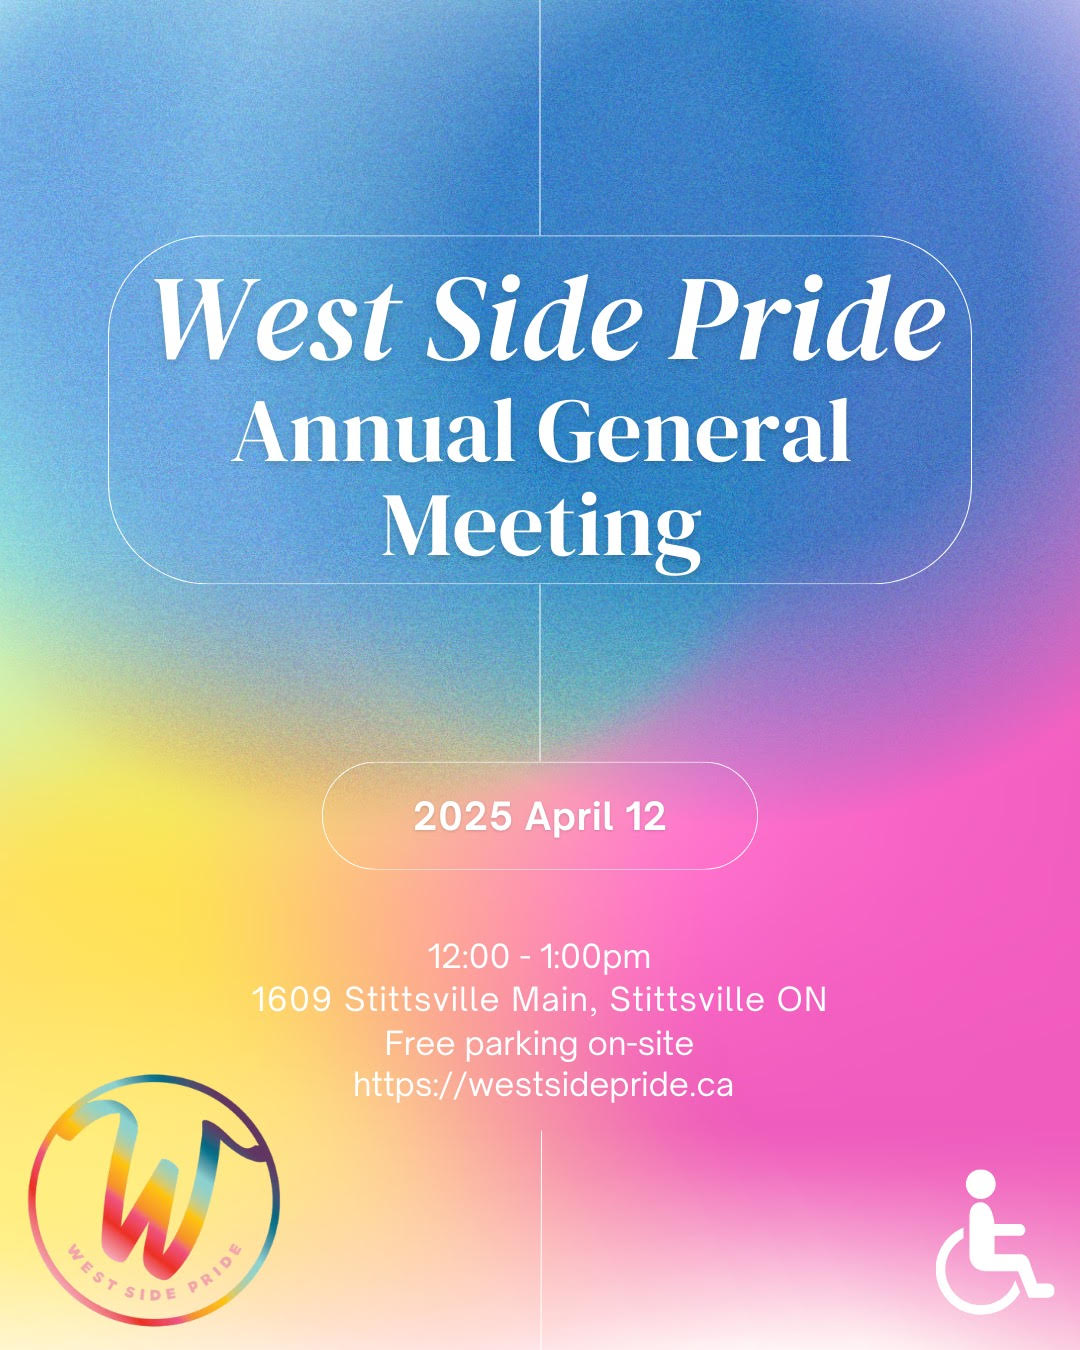 West Side Pride
Annual General
Meeting
2025 April 12
12:00 - 1:00pm
1609 Stittsville Main, Stittsville ON
Free parking on-site
https://westsidepride.ca
W
WEST SIDE PRIDE